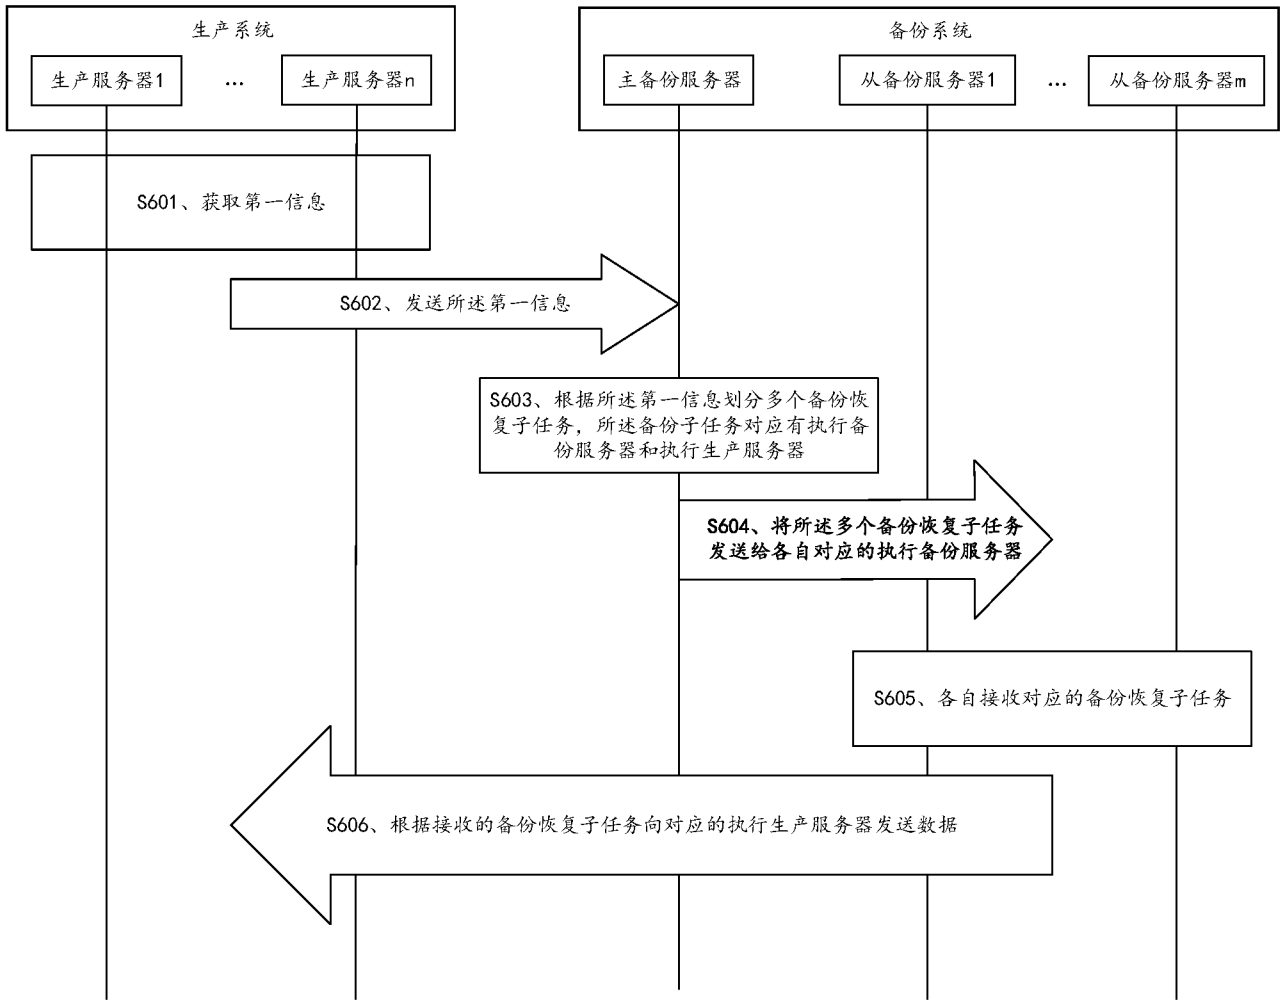 生产系统
备份系统
生产服务器1
...
生产服务器n
主备份服务器
从备份服务器1
...
从备份服务器m
S601、获取第一信息
S602、发送所述第一信息
S603、根据所述第一信息划分多个备份恢
复子任务，所述备份子任务对应有执行备
份服务器和执行生产服务器
S604、将所述多个备份恢复子任务
发送给各自对应的执行备份服务器
S605、各自接收对应的备份恢复子任务
S606、根据接收的备份恢复子任务向对应的执行生产服务器发送数据